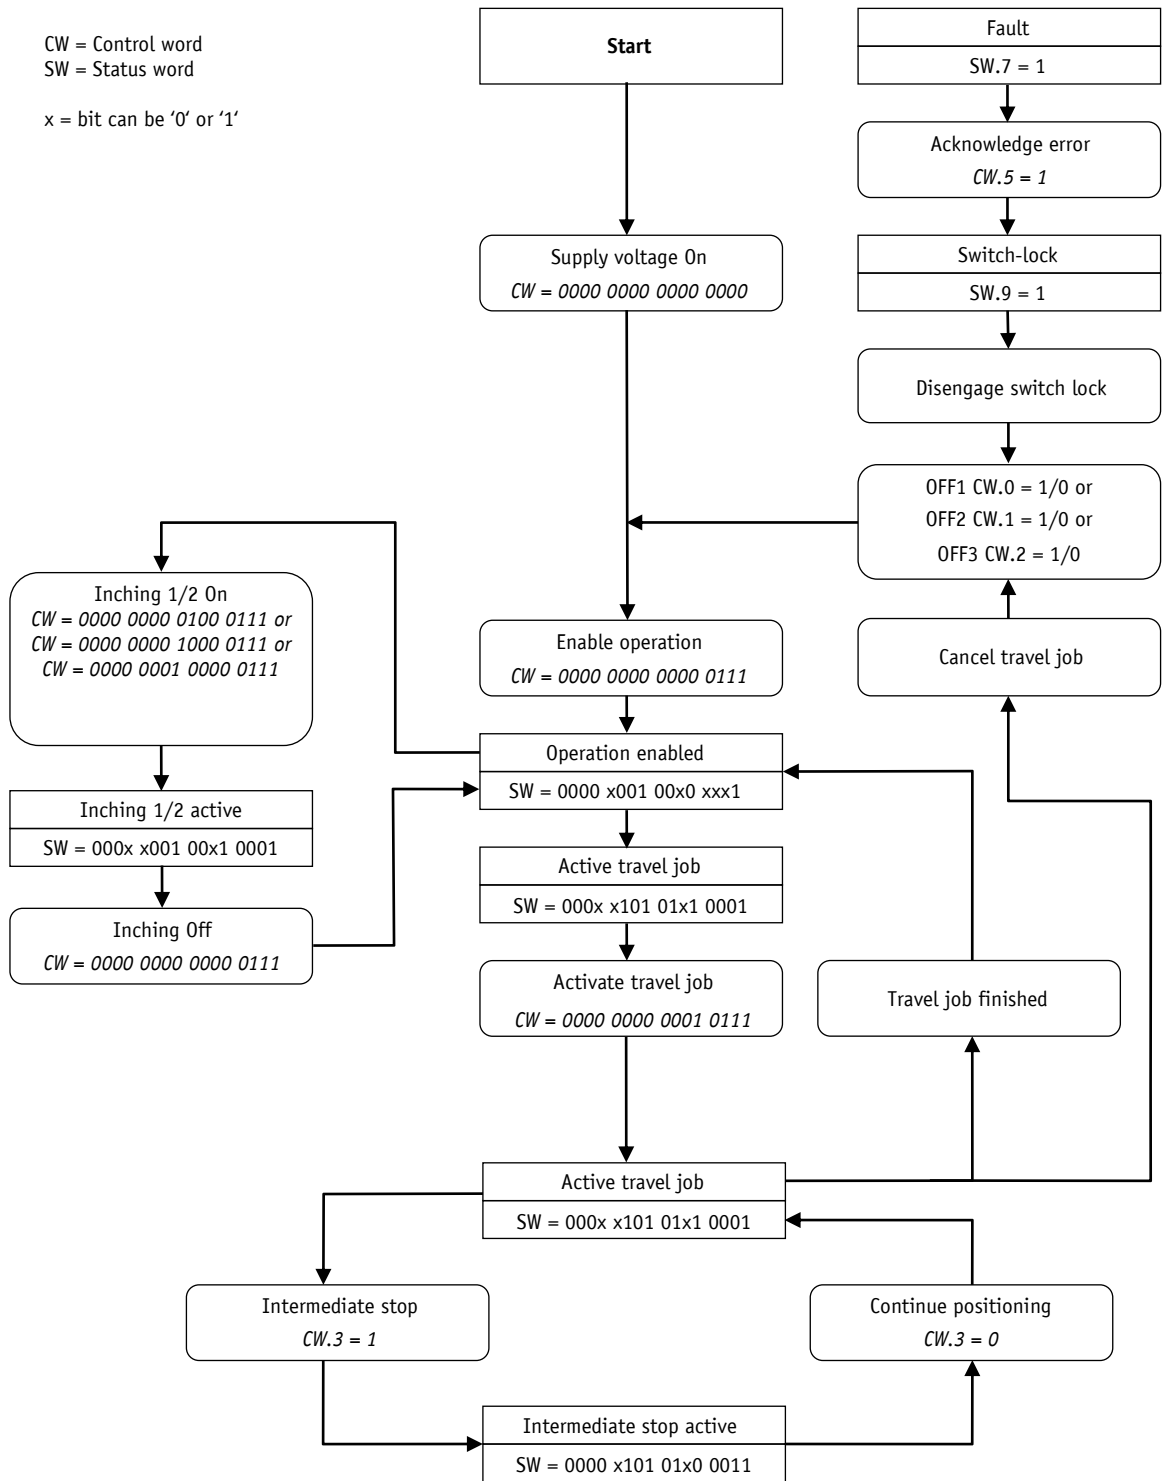 CW = Control word
SW = Status word
x = bit can be ‘0‘ or ‘1‘
Start
Fault
SW.7 = 1
Acknowledge error
CW.5 = 1
Supply voltage On
CW = 0000 0000 0000 0000
Switch-lock
SW.9 = 1
Disengage switch lock
OFF1 CW.0 = 1/0 or
OFF2 CW.1 = 1/0 or
OFF3 CW.2 = 1/0
Inching 1/2 On
CW = 0000 0000 0100 0111 or
CW = 0000 0000 1000 0111 or
CW = 0000 0001 0000 0111
Enable operation
CW = 0000 0000 0000 0111
Cancel travel job
Operation enabled
SW = 0000 x001 00x0 xxx1
Inching 1/2 active
SW = 000x x001 00x1 0001
Active travel job
SW = 000x x101 01x1 0001
Inching Off
CW = 0000 0000 0000 0111
Activate travel job
CW = 0000 0000 0001 0111
Travel job finished
Active travel job
SW = 000x x101 01x1 0001
Intermediate stop
CW.3 = 1
Continue positioning
CW.3 = 0
Intermediate stop active
SW = 0000 x101 01x0 0011